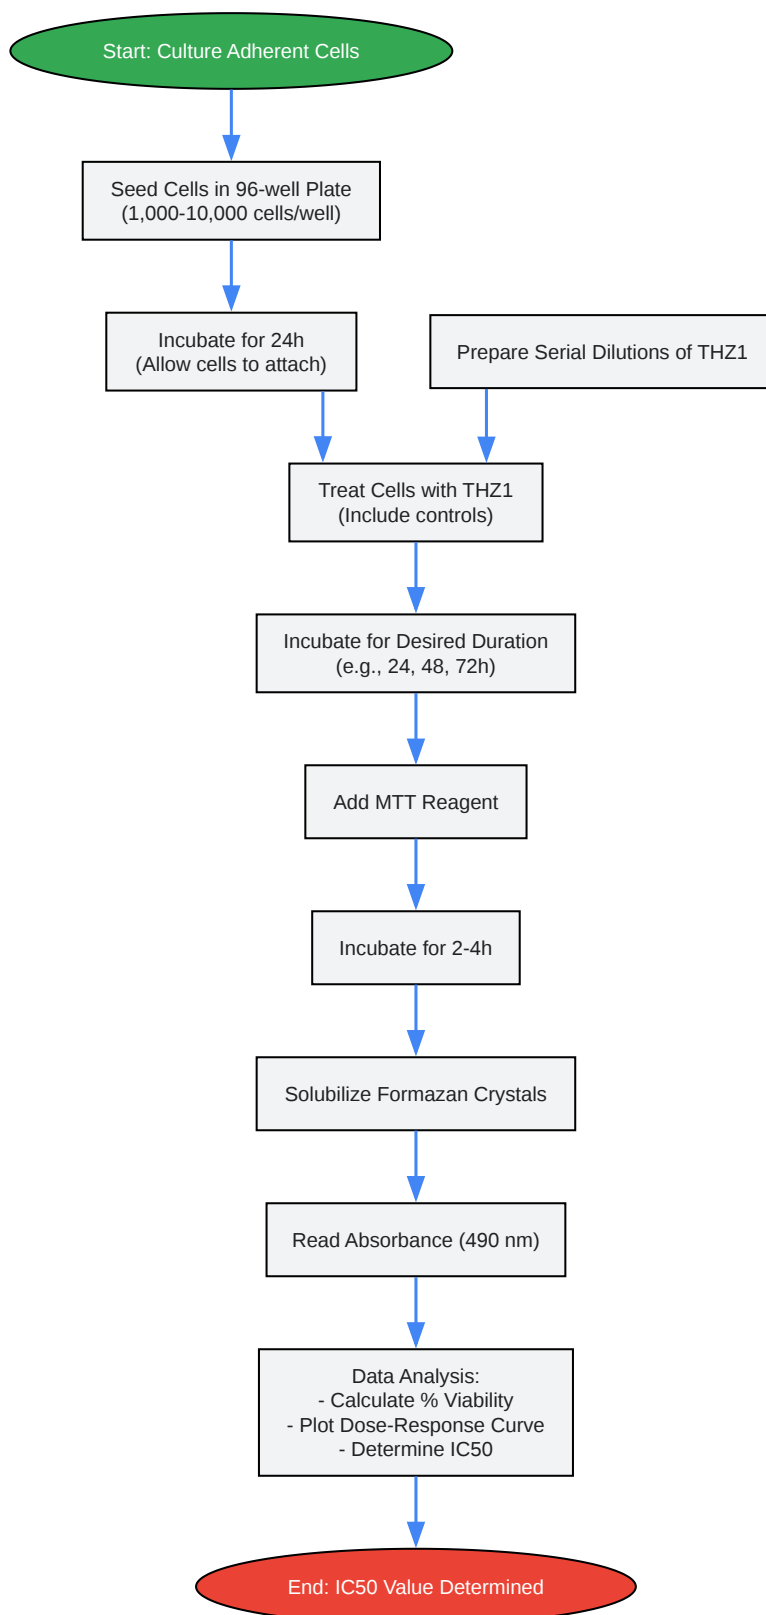 Start: Culture Adherent Cells
Seed Cells in 96-well Plate
(1,000-10,000 cells/well)
Incubate for 24h
(Allow cells to attach)
Prepare Serial Dilutions of THZ1
Treat Cells with THZ1
(Include controls)
Incubate for Desired Duration
(e.g., 24, 48, 72h)
Add MTT Reagent
Incubate for 2-4h
Solubilize Formazan Crystals
Read Absorbance (490 nm)
Data Analysis:
- Calculate % Viability
- Plot Dose-Response Curve
- Determine IC50
End: IC50 Value Determined